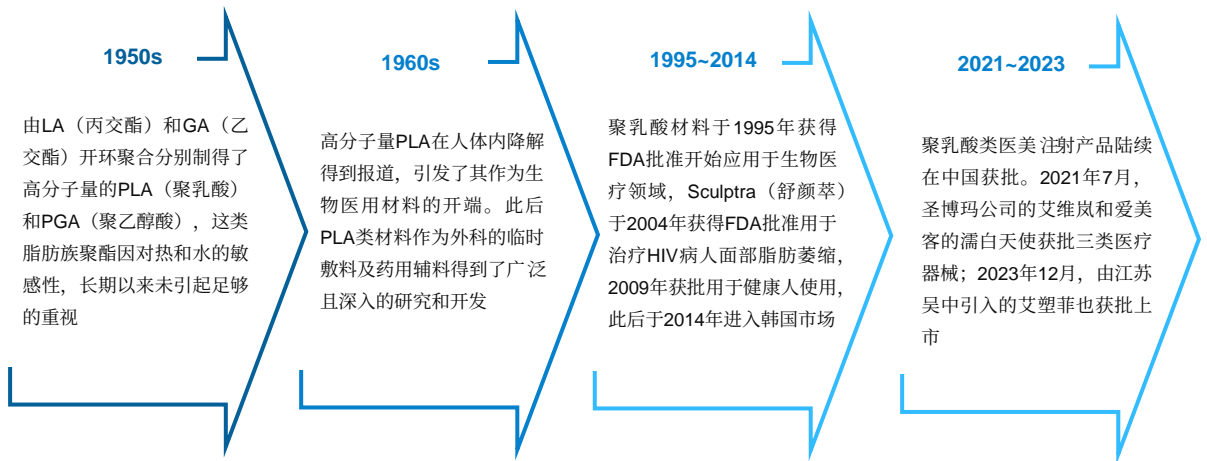 1950s
由LA（丙交酯）和GA（乙
交酯）开环聚合分别制得了
高分子量的PLA（聚乳酸）
和PGA（聚乙醇酸），这类
脂肪族聚酯因对热和水的敏
感性，长期以来未引起足够
的重视
1960s
高分子量PLA在人体内降解
得到报道，引发了其作为生
物医用材料的开端。此后
PLA类材料作为外科的临时
敷料及药用辅料得到了广泛
且深入的研究和开发
1995~2014
聚乳酸材料于1995年获得
FDA批准开始应用于生物医
疗领域，Sculptra（舒颜萃）
于2004年获得FDA批准用于
治疗HIV病人面部脂肪萎缩，
2009年获批用于健康人使用，
此后于2014年进入韩国市场
2021~2023
聚乳酸类医美注射产品陆续
在中国获批。2021年7月，
圣博玛公司的艾维岚和爱美
客的濡白天使获批三类医疗
器械；2023年12月，由江苏
吴中引入的艾塑菲也获批上
市